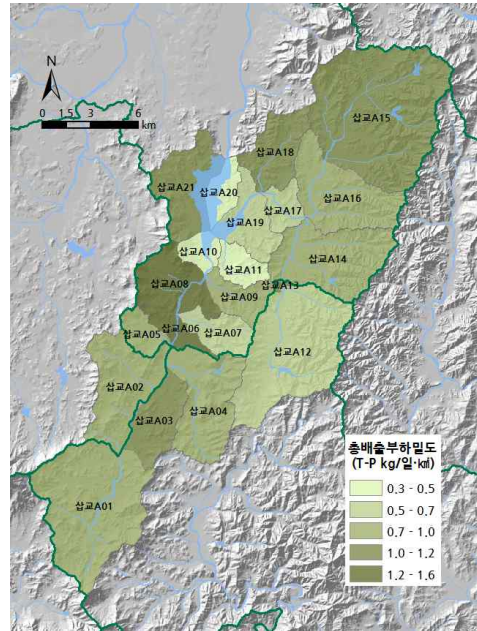 N
0 1.5 3 6
km
삽교A15
삽교A18
삽교A21
삽교A20
삽교A16
삽교A17
삽교A19
삽교A10
삽교A11
삽교A14
삽교A08
삽교A13
삽교A09
삽교A05
삽교A06
삽교A07
삽교A12
삽교A02
삽교A03
삽교A04
삽교A01
총배출부하밀도
(T-P kg/일·㎢)
0.3 - 0.5
0.5 - 0.7
0.7 - 1.0
1.0 - 1.2
1.2 - 1.6